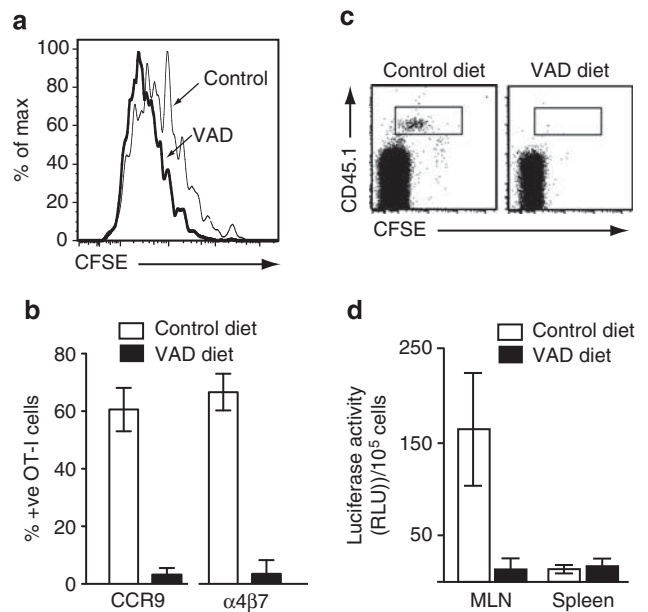 a
100
80
60
40
20
0
% of max
Control
VAD
CFSE
c
Control diet
VAD diet
CD45.1
CFSE
b
Control diet
VAD diet
80
60
40
20
0
% +ve OT-I cells
CCR9
α4β7
d
Control diet
VAD diet
250
150
50
Luciferase activity
(RLU))/10⁵ cells
MLN
Spleen